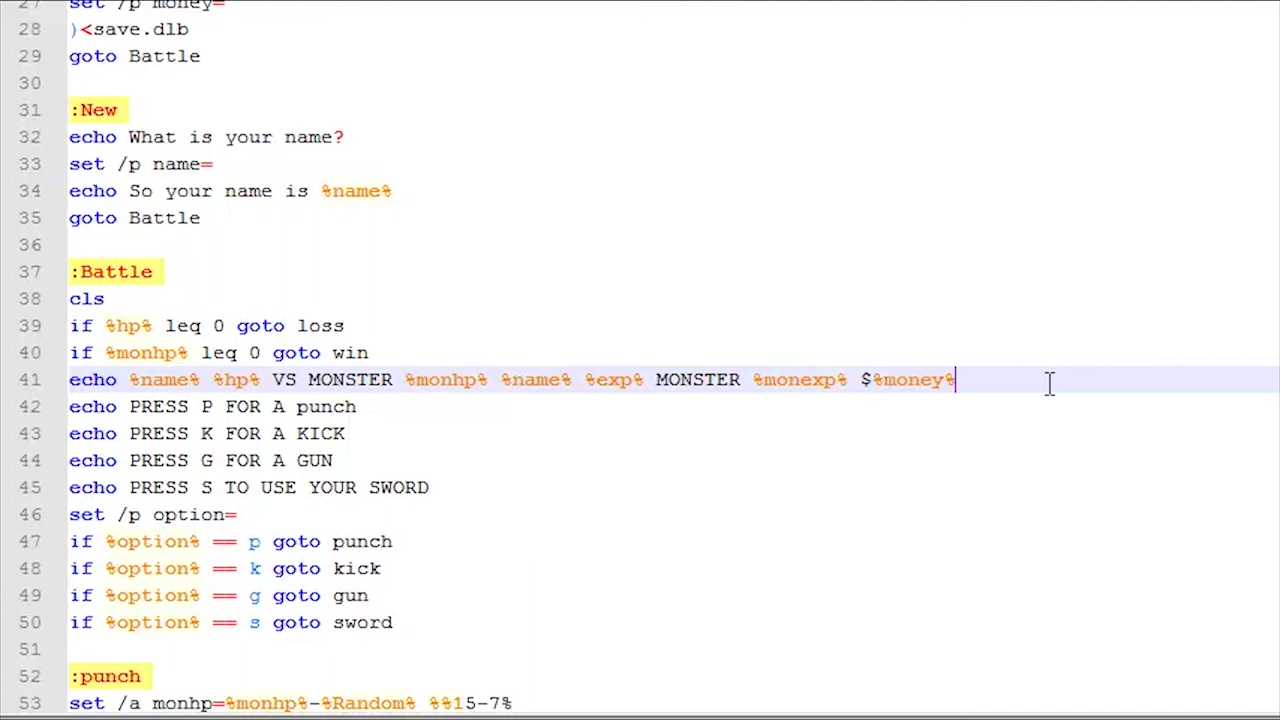 27 set /p money=
28 )<save.dlb
29 goto Battle
30
31 :New
32 echo What is your name?
33 set /p name=
34 echo So your name is %name%
35 goto Battle
36
37 :Battle
38 cls
39 if %hp% leq 0 goto loss
40 if %monhp% leq 0 goto win
41 echo %name% %hp% VS MONSTER %monhp% %name% %exp% MONSTER %monexp% $%money%
42 echo PRESS P FOR A punch
43 echo PRESS K FOR A KICK
44 echo PRESS G FOR A GUN
45 echo PRESS S TO USE YOUR SWORD
46 set /p option=
47 if %option% == p goto punch
48 if %option% == k goto kick
49 if %option% == g goto gun
50 if %option% == s goto sword
51
52 :punch
53 set /a monhp=%monhp%-%Random% %%15-7%